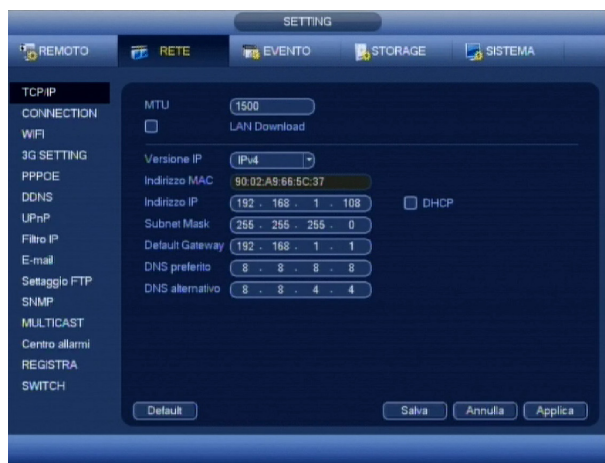 SETTING
REMOTO RETE EVENTO STORAGE SISTEMA
TCP/IP
CONNECTION
WIFI
3G SETTING
PPPOE
DDNS
UPnP
Filtro IP
E-mail
Settaggio FTP
SNMP
MULTICAST
Centro allarmi
REGISTRA
SWITCH
MTU 1500
LAN Download
Versione IP IPv4
Indirizzo MAC 90:02:A9:66:5C:37
Indirizzo IP 192 . 168 . 1 . 108 DHCP
Subnet Mask 255 . 255 . 255 . 0
Default Gateway 192 . 168 . 1 . 1
DNS preferito 8 . 8 . 8 . 8
DNS alternativo 8 . 8 . 4 . 4
Default Salva Annulla Applica